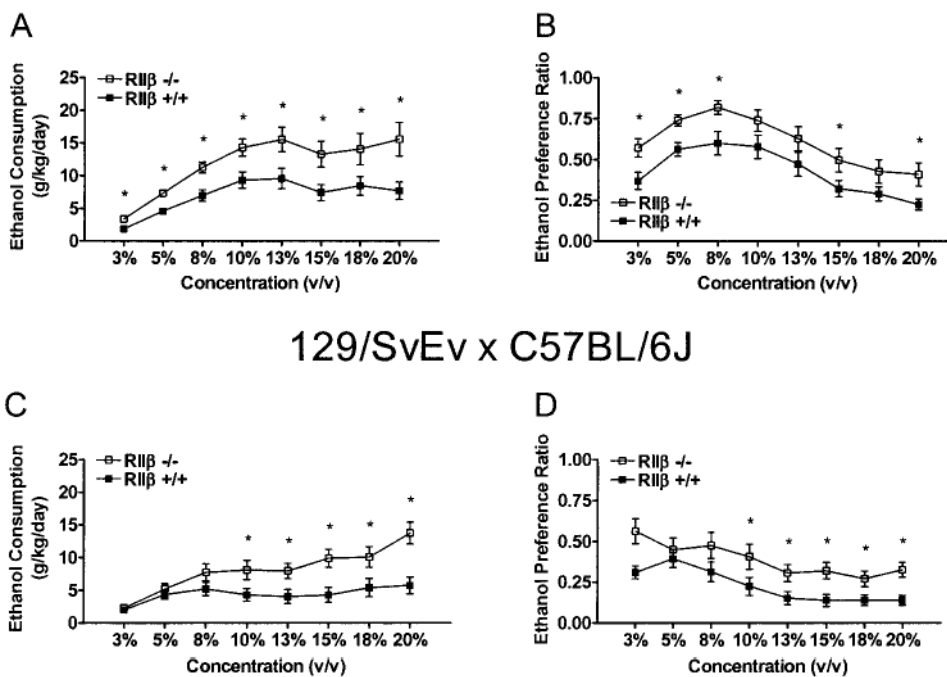 A
RIIβ -/-
RIIβ +/+
Ethanol Consumption
(g/kg/day)
25
20
15
10
5
0
* * * * * * * *
3% 5% 8% 10% 13% 15% 18% 20%
Concentration (v/v)
B
Ethanol Preference Ratio
1.00
0.75
0.50
0.25
0.00
* * * * *
RIIβ -/-
RIIβ +/+
3% 5% 8% 10% 13% 15% 18% 20%
Concentration (v/v)
129/SvEv x C57BL/6J
C
RIIβ -/-
RIIβ +/+
Ethanol Consumption
(g/kg/day)
25
20
15
10
5
0
* * * * *
3% 5% 8% 10% 13% 15% 18% 20%
Concentration (v/v)
D
RIIβ -/-
RIIβ +/+
Ethanol Preference Ratio
1.00
0.75
0.50
0.25
0.00
* * * * *
3% 5% 8% 10% 13% 15% 18% 20%
Concentration (v/v)